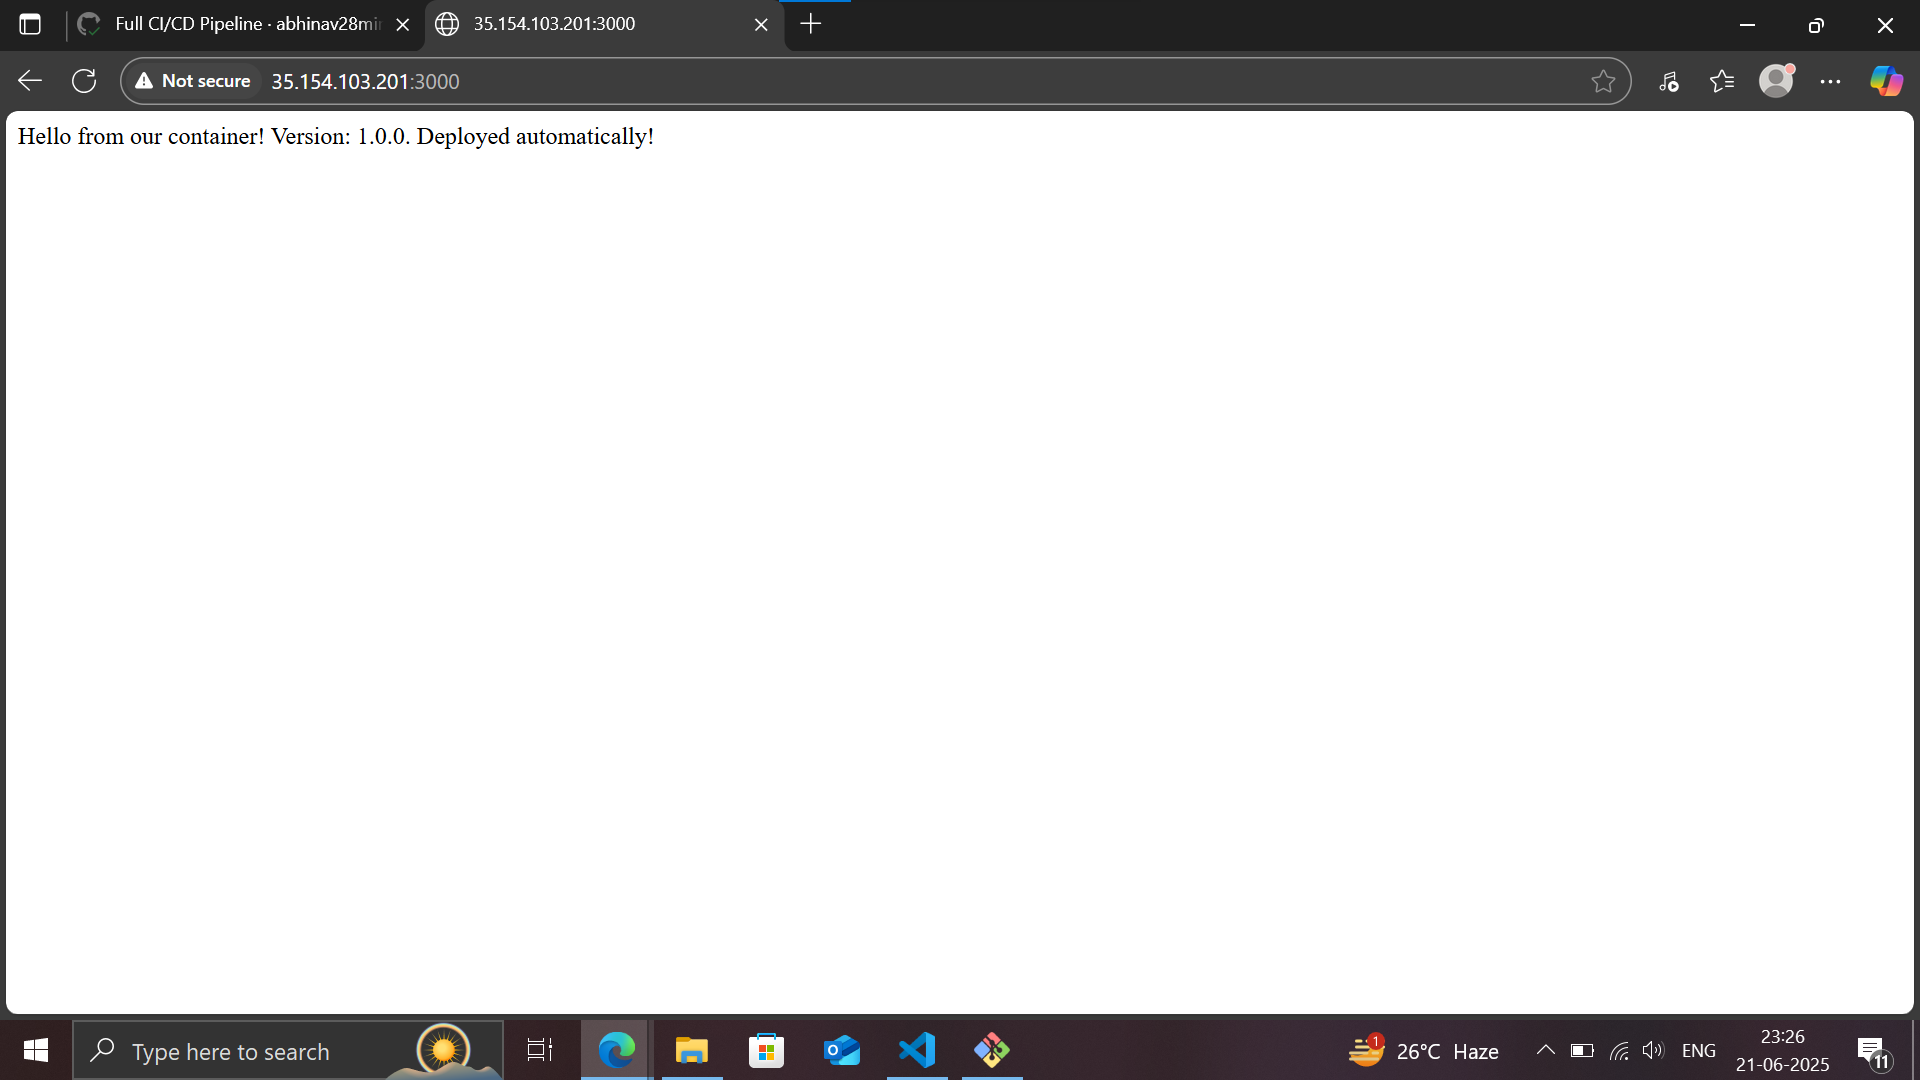 Full CI/CD Pipeline · abhinav28mi
35.154.103.201:3000
Not secure
35.154.103.201:3000
Hello from our container! Version: 1.0.0. Deployed automatically!
Type here to search
1
26°C Haze
ENG
23:26
21-06-2025
11